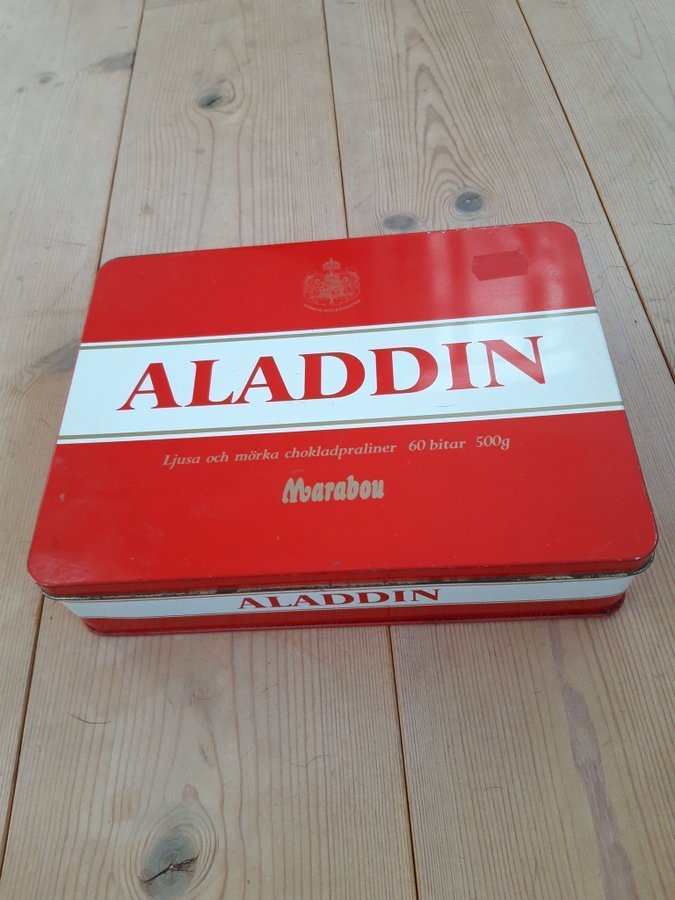 ALADDIN
Ljusa och mörka chokladpraliner 60 bitar 500g
Marabou
ALADDIN